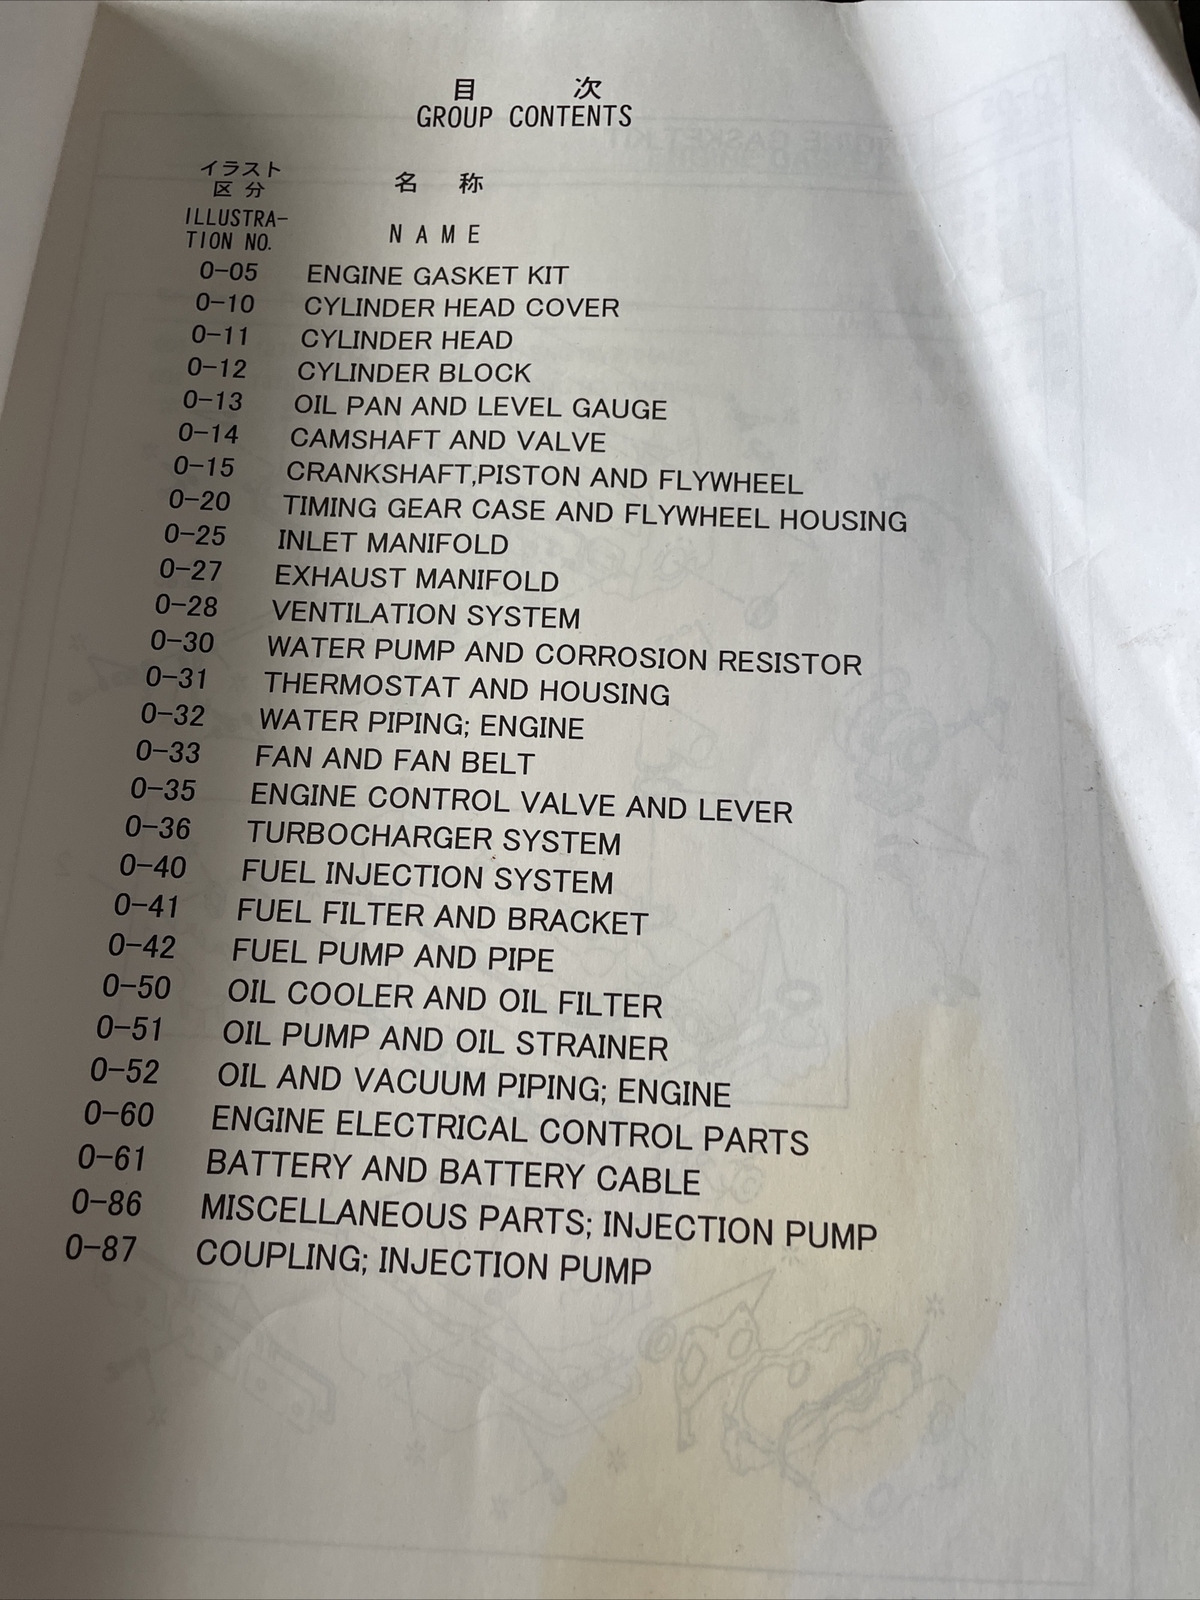 目 次
GROUP CONTENTS
イラスト
区 分
名 称
ILLUSTRA-
TION NO.
N A M E
0-05 ENGINE GASKET KIT
0-10 CYLINDER HEAD COVER
0-11 CYLINDER HEAD
0-12 CYLINDER BLOCK
0-13 OIL PAN AND LEVEL GAUGE
0-14 CAMSHAFT AND VALVE
0-15 CRANKSHAFT,PISTON AND FLYWHEEL
0-20 TIMING GEAR CASE AND FLYWHEEL HOUSING
0-25 INLET MANIFOLD
0-27 EXHAUST MANIFOLD
0-28 VENTILATION SYSTEM
0-30 WATER PUMP AND CORROSION RESISTOR
0-31 THERMOSTAT AND HOUSING
0-32 WATER PIPING; ENGINE
0-33 FAN AND FAN BELT
0-35 ENGINE CONTROL VALVE AND LEVER
0-36 TURBOCHARGER SYSTEM
0-40 FUEL INJECTION SYSTEM
0-41 FUEL FILTER AND BRACKET
0-42 FUEL PUMP AND PIPE
0-50 OIL COOLER AND OIL FILTER
0-51 OIL PUMP AND OIL STRAINER
0-52 OIL AND VACUUM PIPING; ENGINE
0-60 ENGINE ELECTRICAL CONTROL PARTS
0-61 BATTERY AND BATTERY CABLE
0-86 MISCELLANEOUS PARTS; INJECTION PUMP
0-87 COUPLING; INJECTION PUMP